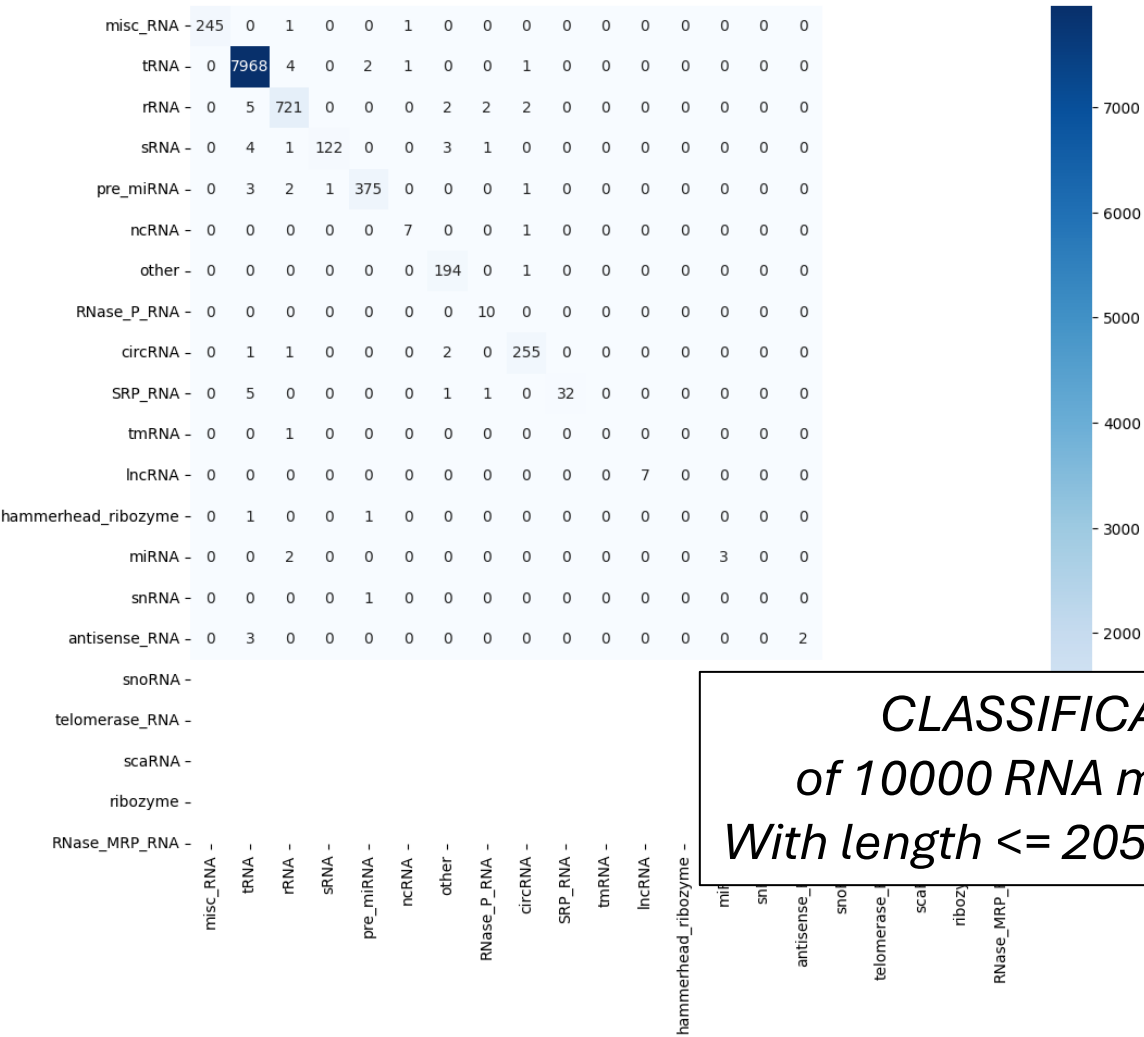 misc_RNA 245 0 1 0 0 1 0 0 0 0 0 0 0 0 0 0
tRNA 0 7968 4 0 2 1 0 0 1 0 0 0 0 0 0 0
rRNA 0 5 721 0 0 0 2 2 2 0 0 0 0 0 0 0 7000
sRNA 0 4 1 122 0 0 3 1 0 0 0 0 0 0 0 0
pre_miRNA 0 3 2 1 375 0 0 0 1 0 0 0 0 0 0 0
6000
ncRNA 0 0 0 0 0 7 0 0 1 0 0 0 0 0 0 0
other 0 0 0 0 0 0 194 0 1 0 0 0 0 0 0 0
RNase_P_RNA 0 0 0 0 0 0 0 10 0 0 0 0 0 0 0 0
5000
circRNA 0 1 1 0 0 0 2 0 255 0 0 0 0 0 0 0
SRP_RNA 0 5 0 0 0 0 1 1 0 32 0 0 0 0 0 0
4000
tmRNA 0 0 1 0 0 0 0 0 0 0 0 0 0 0 0 0
lncRNA 0 0 0 0 0 0 0 0 0 0 0 7 0 0 0 0
hammerhead_ribozyme 0 1 0 0 1 0 0 0 0 0 0 0 0 0 0 0
3000
miRNA 0 0 2 0 0 0 0 0 0 0 0 0 0 3 0 0
snRNA 0 0 0 0 1 0 0 0 0 0 0 0 0 0 0 0
antisense_RNA 0 3 0 0 0 0 0 0 0 0 0 0 0 0 0 2
2000
snoRNA
telomerase_RNA
scaRNA
ribozyme
RNase_MRP_RNA
CLASSIFICA
of 10000 RNA m
With length <= 205
misc_RNA
tRNA
rRNA
sRNA
pre_miRNA
ncRNA
other
RNase_P_RNA
circRNA
SRP_RNA
tmRNA
lncRNA
hammerhead_ribozyme
antisense_
telomerase_
RNase_MRP_